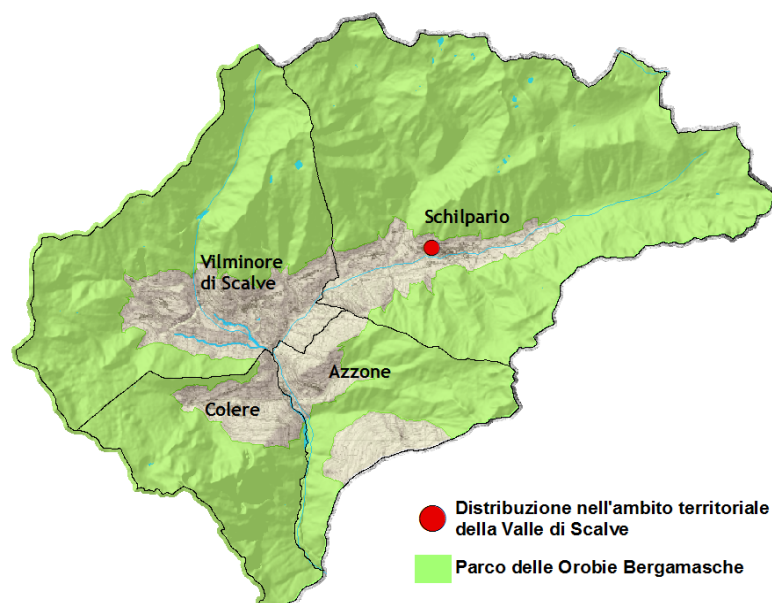 Schilpario
Vilminore
di Scalve
Azzone
Colere
Distribuzione nell'ambito territoriale
della Valle di Scalve
Parco delle Orobie Bergamasche